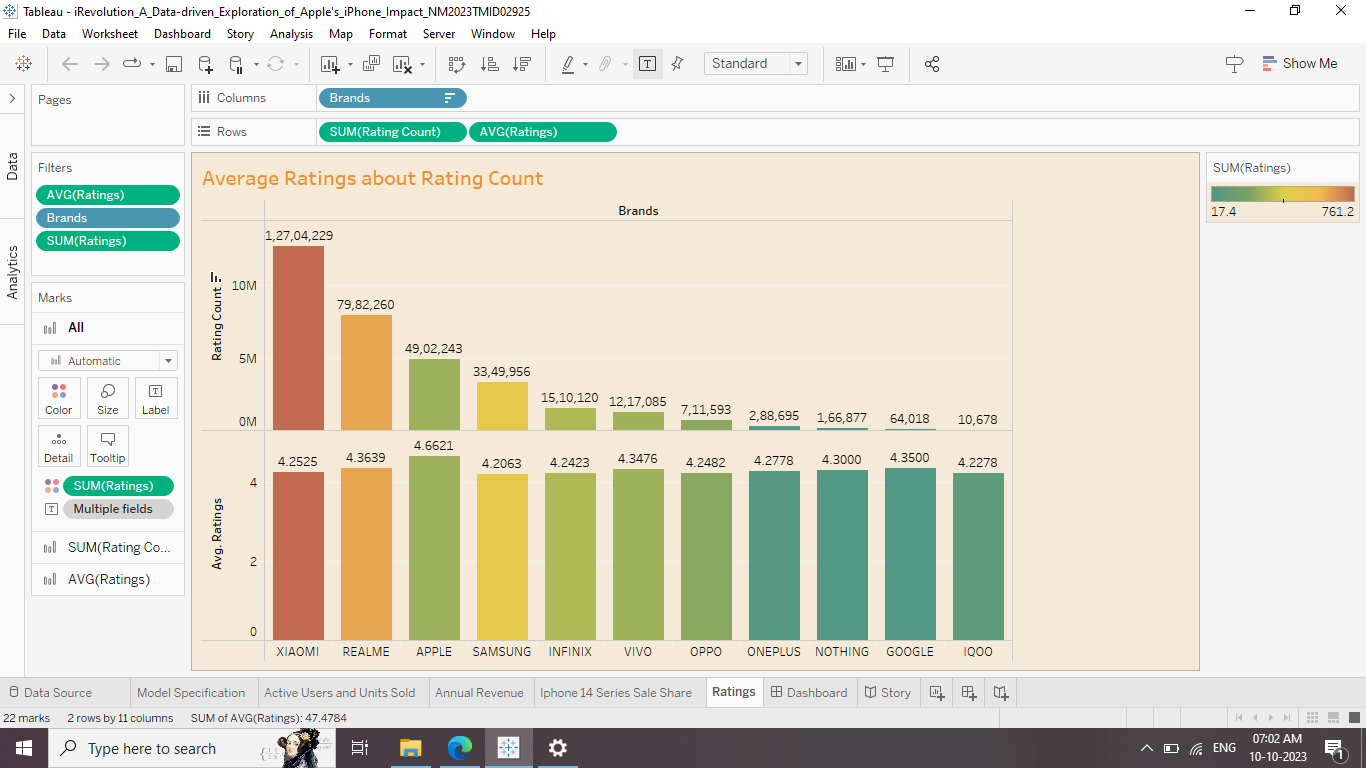 Tableau - iRevolution_A_Data-driven_Exploration_of_Apple's_iPhone_Impact_NM2023TMID02925
File Data Worksheet Dashboard Story Analysis Map Format Server Window Help
Standard
Show Me
Pages
Columns
Brands
Rows
SUM(Rating Count)
AVG(Ratings)
Data
Analytics
Filters
AVG(Ratings)
Brands
SUM(Ratings)
Marks
All
Automatic
Color Size Label
Detail Tooltip
SUM(Ratings)
Multiple fields
SUM(Rating Co...
AVG(Ratings)
Average Ratings about Rating Count
Brands
Rating Count
10M
5M
0M
1,27,04,229
79,82,260
49,02,243
33,49,956
15,10,120
12,17,085
7,11,593
2,88,695
1,66,877
64,018
10,678
Avg. Ratings
4
2
0
4.2525
4.3639
4.6621
4.2063
4.2423
4.3476
4.2482
4.2778
4.3000
4.3500
4.2278
XIAOMI REALME APPLE SAMSUNG INFINIX VIVO OPPO ONEPLUS NOTHING GOOGLE IQOO
SUM(Ratings)
17.4 761.2
Data Source Model Specification Active Users and Units Sold Annual Revenue Iphone 14 Series Sale Share Ratings Dashboard Story
22 marks 2 rows by 11 columns SUM of AVG(Ratings): 47.4784
Type here to search
ENG
07:02 AM
10-10-2023
1